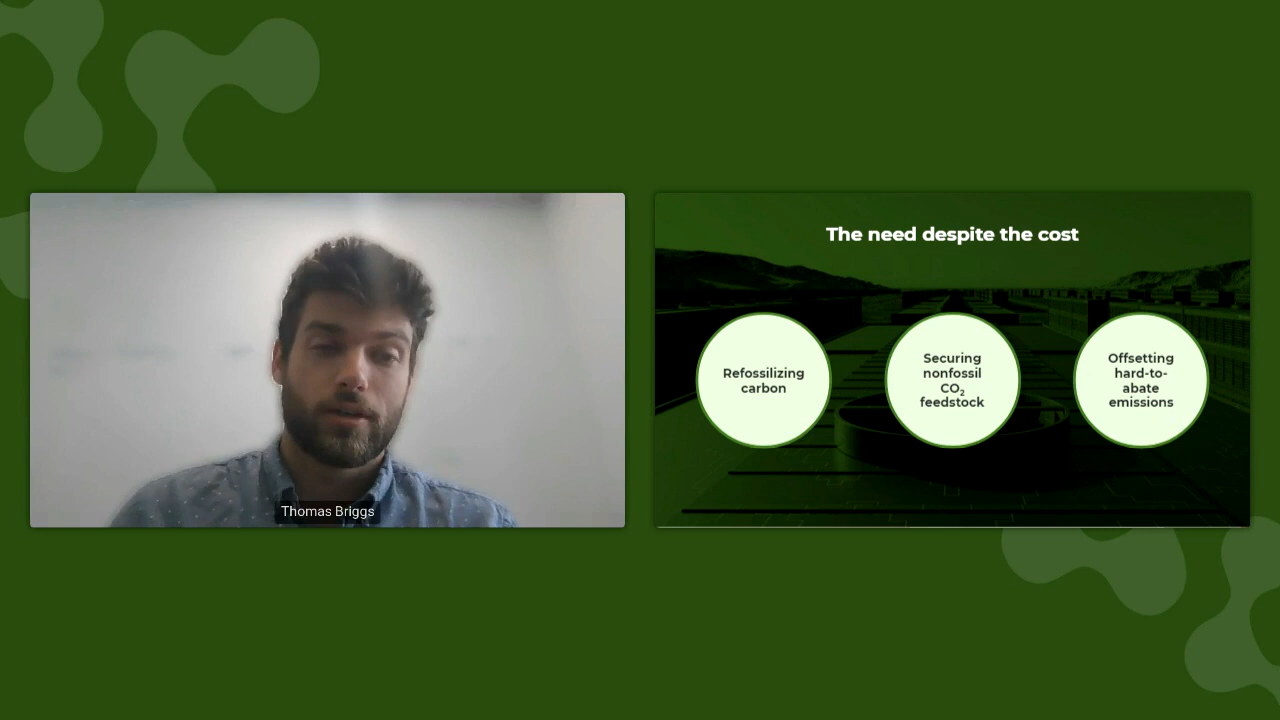 Thomas Briggs
The need despite the cost
Refossilizing
carbon
Securing
nonfossil
CO₂
feedstock
Offsetting
hard-to-
abate
emissions